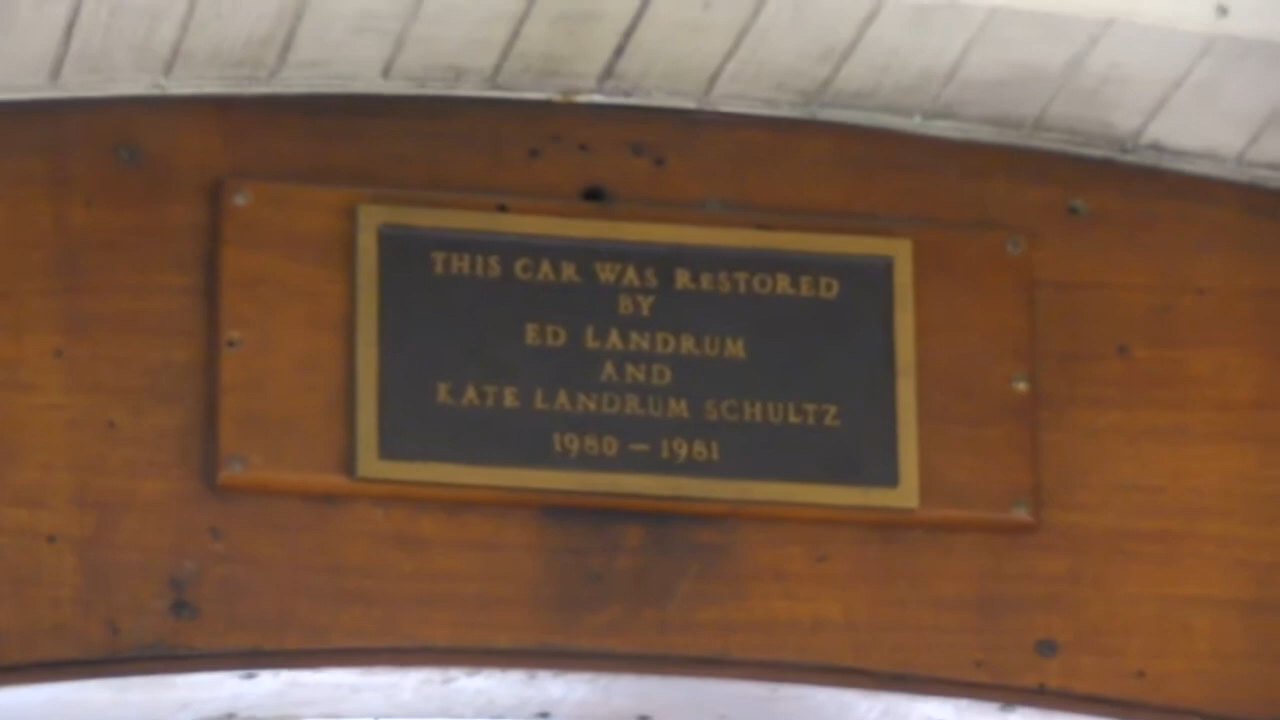 THIS CAR WAS RESTORED
BY
ED LANDRUM
AND
KATE LANDRUM SCHULTZ
1980 – 1981